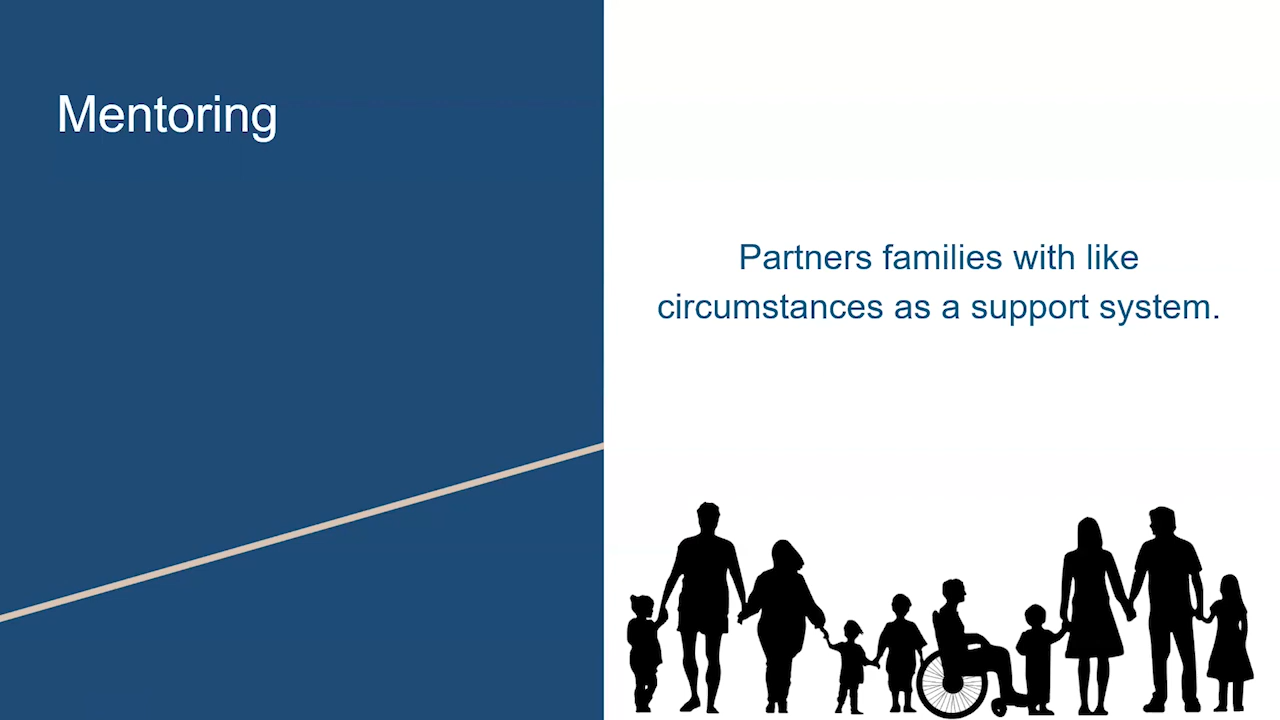 Mentoring
Partners families with like
circumstances as a support system.